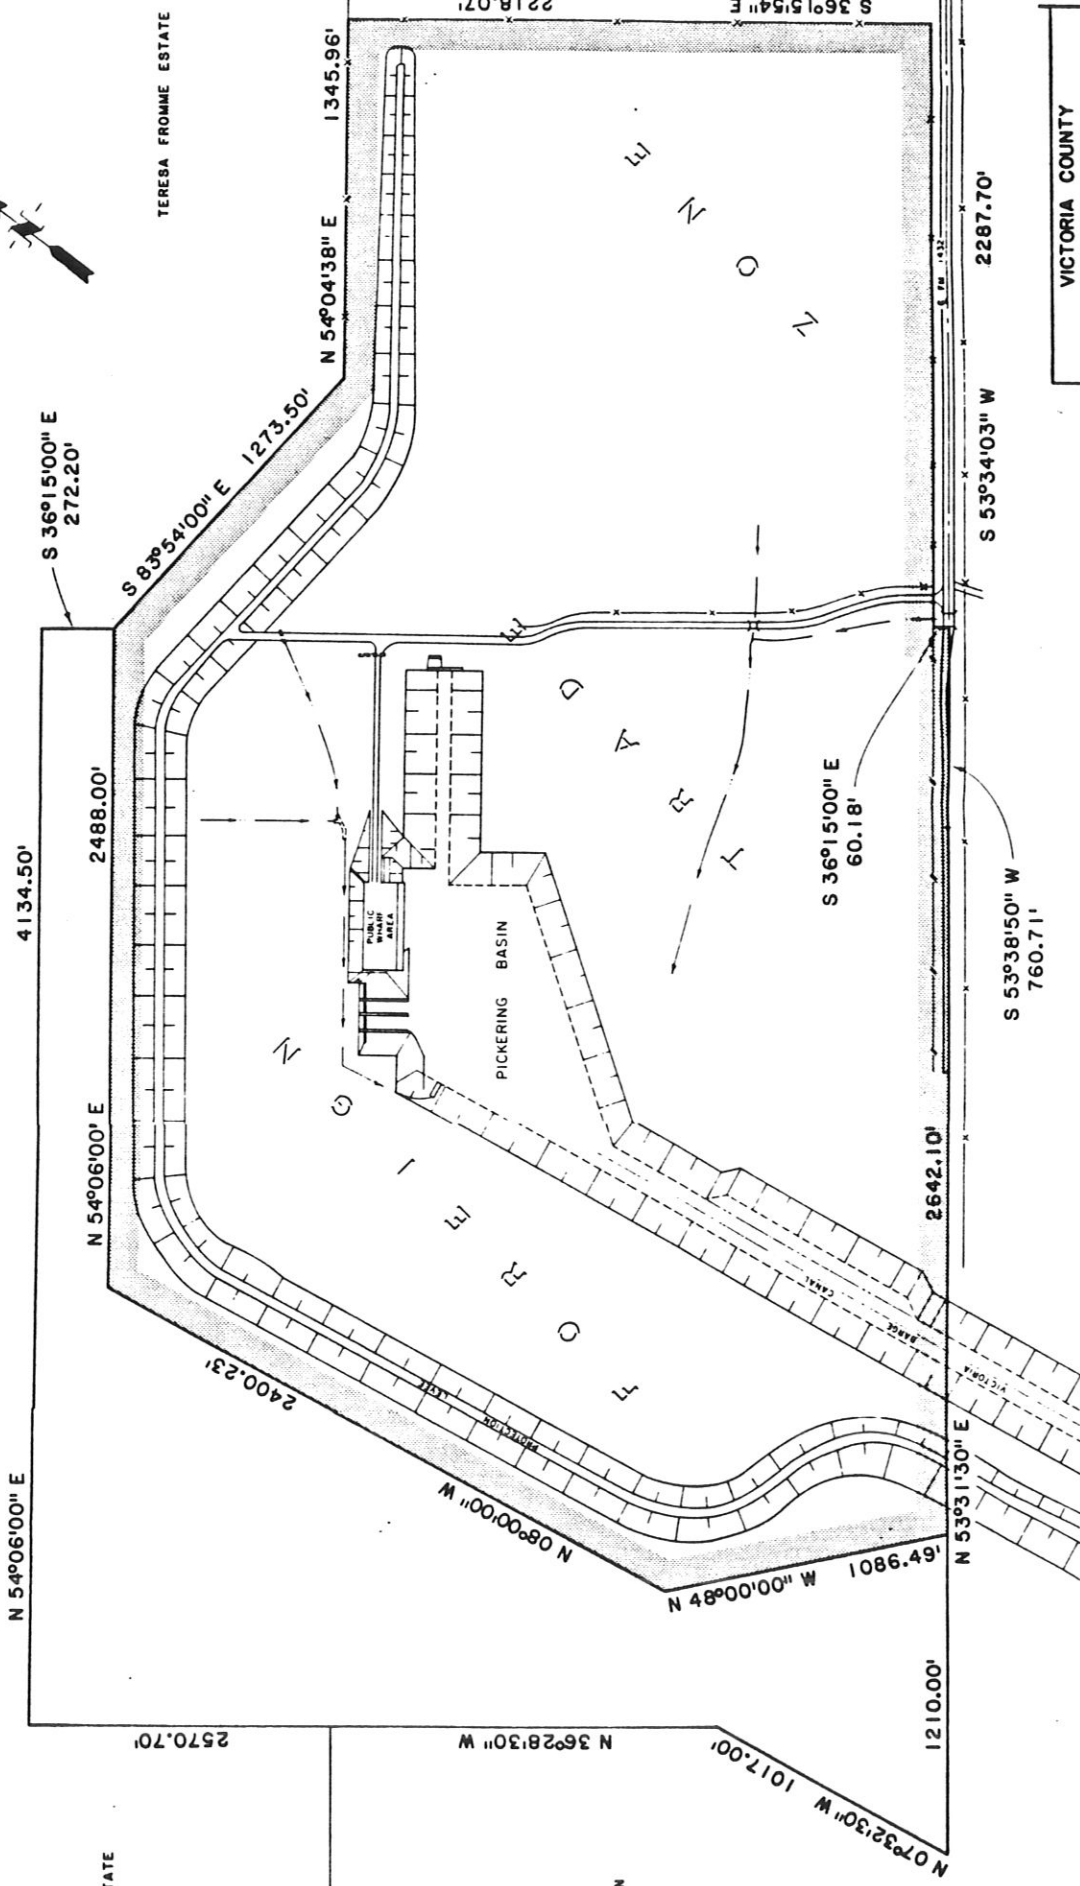 TERESA FROMME ESTATE
1345.96'
2218.07'
S 36°15'54" E
N 54°04'38" E
S 36°15'00" E
272.20'
S 83°54'00" E 1273.50'
2287.70'
VICTORIA COUNTY
FM 1432
S 53°34'03" W
4134.50'
2488.00'
N 54°06'00" E
FOREIGN TRADE ZONE
PUBLIC
WHARF
AREA
PICKERING BASIN
S 36°15'00" E
60.18'
S 53°38'50" W
760.71'
2642.10'
VICTORIA BARGE CANAL
PROTECTION LEVEE
2400.23'
N 08°00'00" W
N 54°06'00" E
N 48°00'00" W 1086.49'
N 53°31'30" E
2570.70'
N 36°28'30" W
1017.00'
N 07°32'30" W
1210.00'